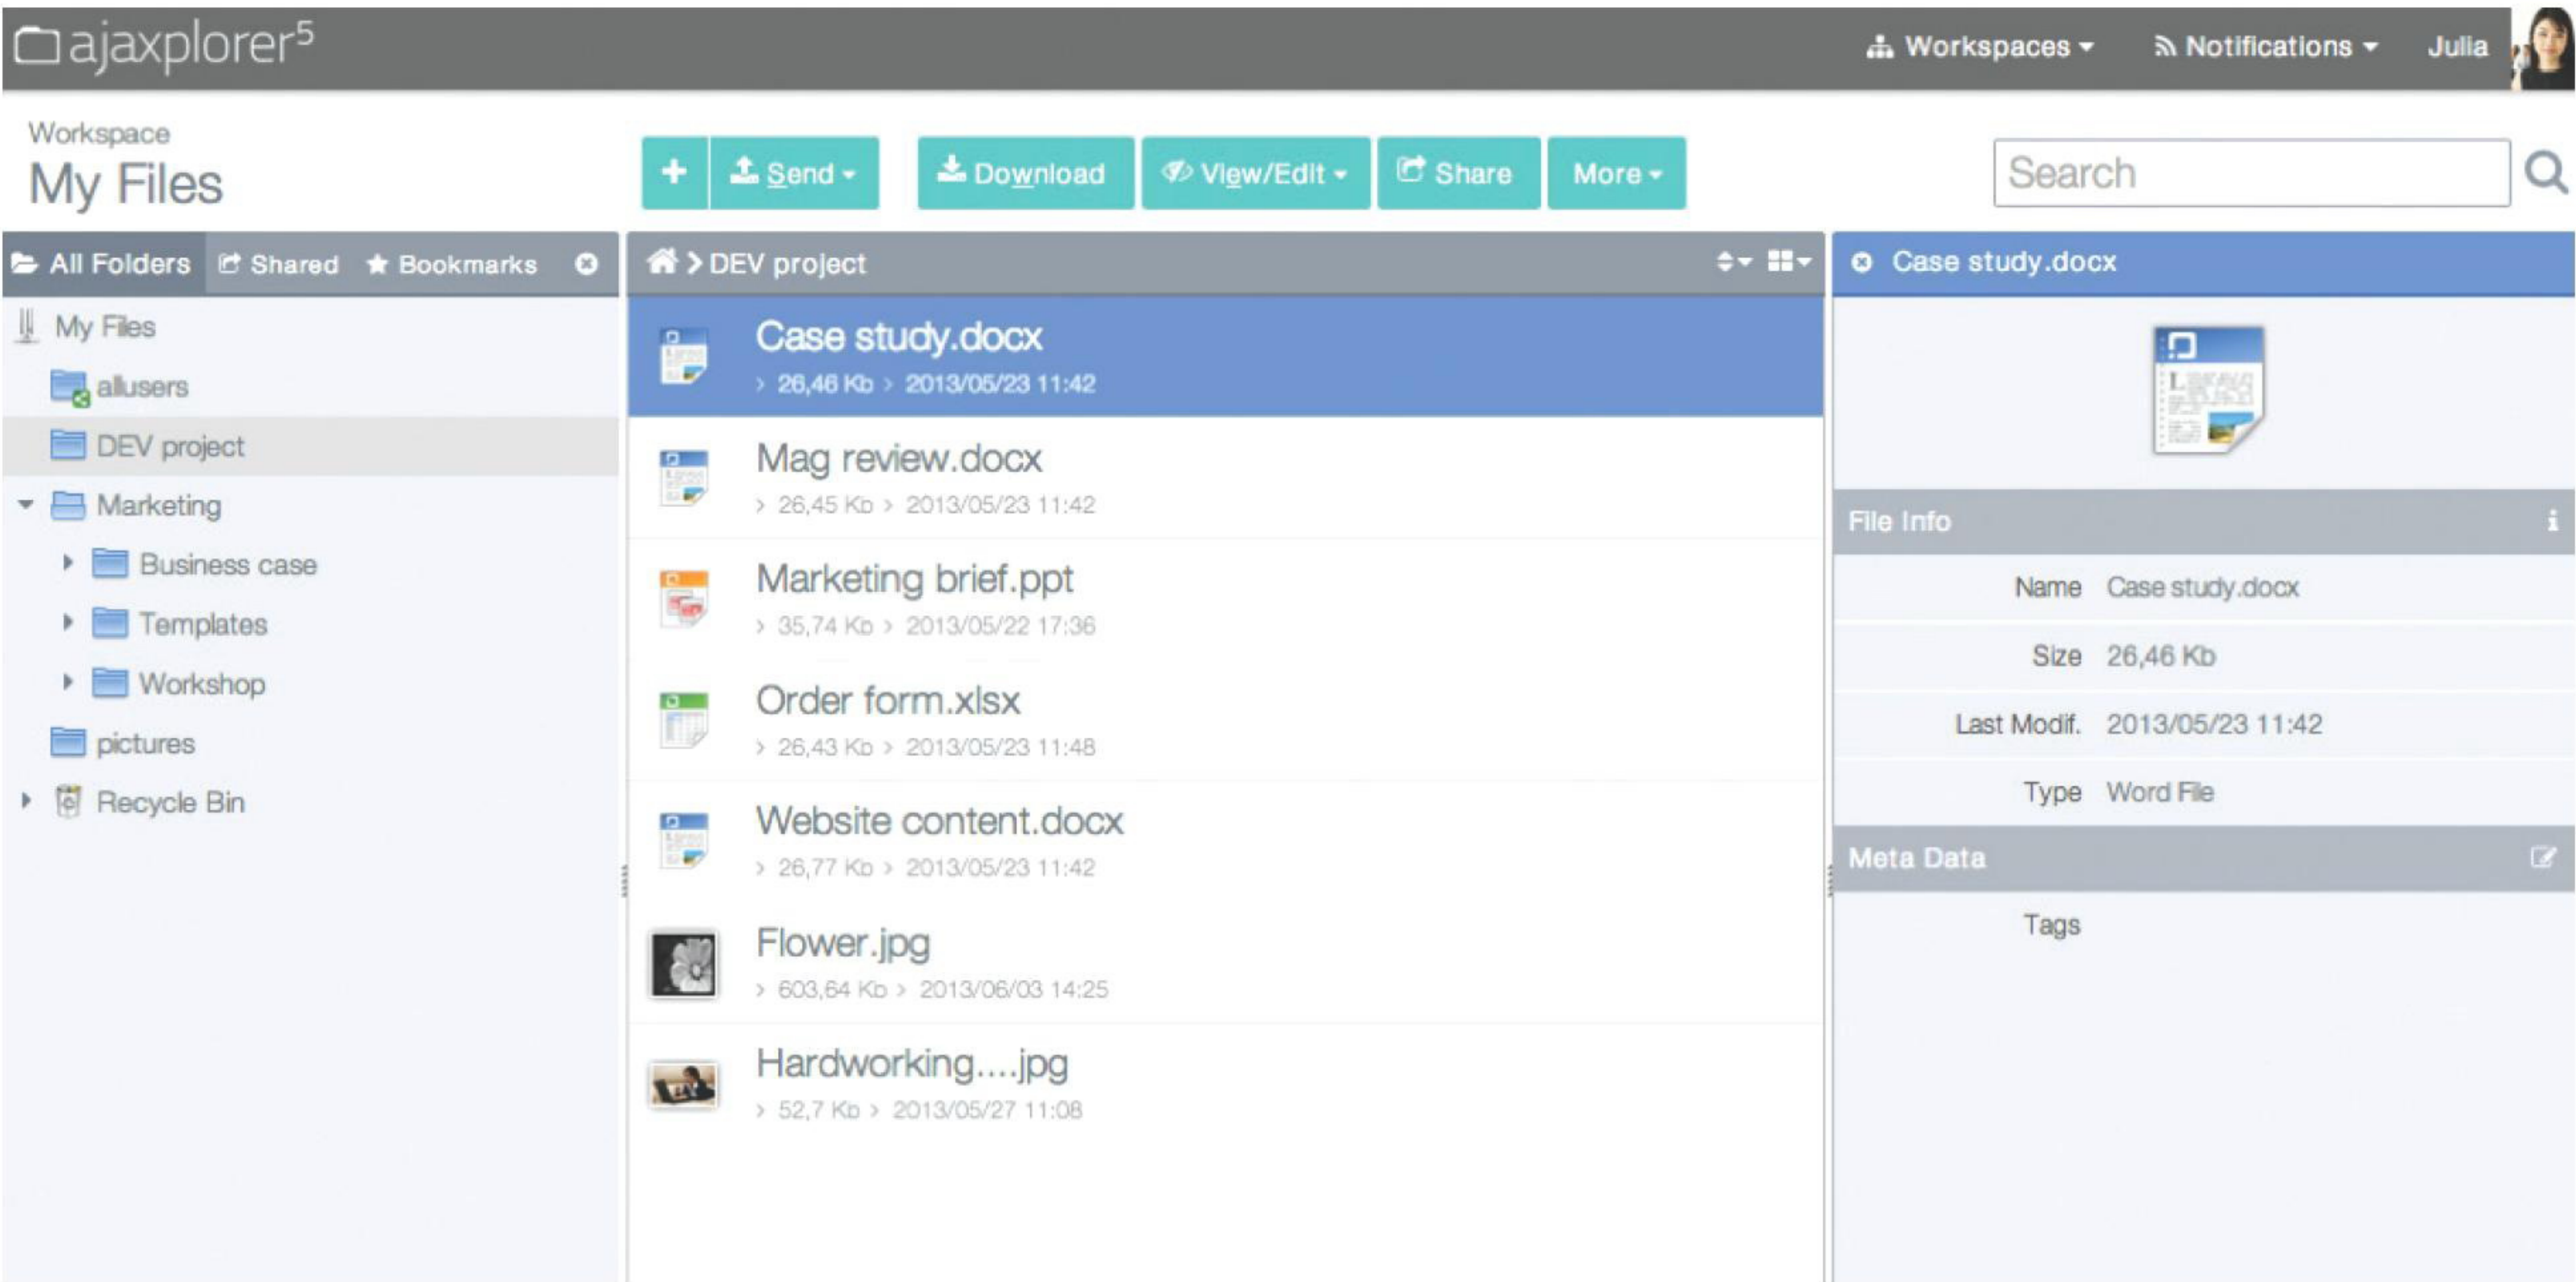 ajaxplorer5
Workspaces Notifications Julia
Workspace
My Files
+ Send Download View/Edit Share More Search
All Folders Shared Bookmarks
My Files
allusers
DEV project
Marketing
Business case
Templates
Workshop
pictures
Recycle Bin
> DEV project
Case study.docx
> 26,46 Kb > 2013/05/23 11:42
Mag review.docx
> 26,45 Kb > 2013/05/23 11:42
Marketing brief.ppt
> 35,74 Kb > 2013/05/22 17:36
Order form.xlsx
> 26,43 Kb > 2013/05/23 11:48
Website content.docx
> 26,77 Kb > 2013/05/23 11:42
Flower.jpg
> 603,64 Kb > 2013/06/03 14:25
Hardworking....jpg
> 52,7 Kb > 2013/05/27 11:08
Case study.docx
File Info
Name Case study.docx
Size 26,46 Kb
Last Modif. 2013/05/23 11:42
Type Word File
Meta Data
Tags